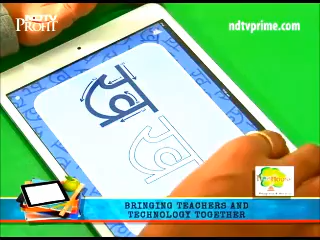 NDTV
PROFIT
ndtvprime.com
BRINGING TEACHERS AND
TECHNOLOGY TOGETHER